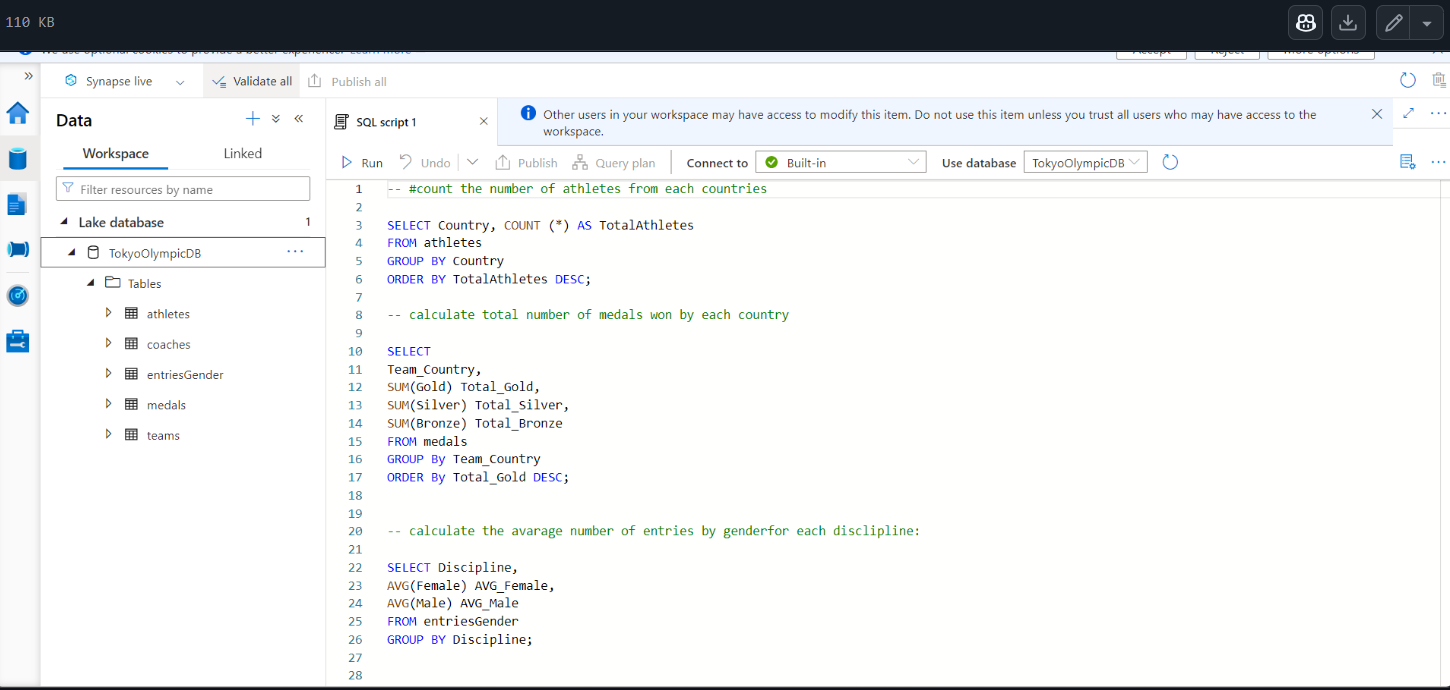 110 KB
We use optional cookies to provide a better experience. Learn more
Accept
Reject
More options
Synapse live
Validate all
Publish all
Data
Workspace
Linked
Filter resources by name
Lake database
1
TokyoOlympicDB
...
Tables
athletes
coaches
entriesGender
medals
teams
SQL script 1
Other users in your workspace may have access to modify this item. Do not use this item unless you trust all users who may have access to the
workspace.
Run
Undo
Publish
Query plan
Connect to
Built-in
Use database
TokyoOlympicDB
1 -- #count the number of athletes from each countries
2
3 SELECT Country, COUNT (*) AS TotalAthletes
4 FROM athletes
5 GROUP BY Country
6 ORDER BY TotalAthletes DESC;
7
8 -- calculate total number of medals won by each country
9
10 SELECT
11 Team_Country,
12 SUM(Gold) Total_Gold,
13 SUM(Silver) Total_Silver,
14 SUM(Bronze) Total_Bronze
15 FROM medals
16 GROUP By Team_Country
17 ORDER By Total_Gold DESC;
18
19
20 -- calculate the avarage number of entries by genderfor each disclipline:
21
22 SELECT Discipline,
23 AVG(Female) AVG_Female,
24 AVG(Male) AVG_Male
25 FROM entriesGender
26 GROUP BY Discipline;
27
28